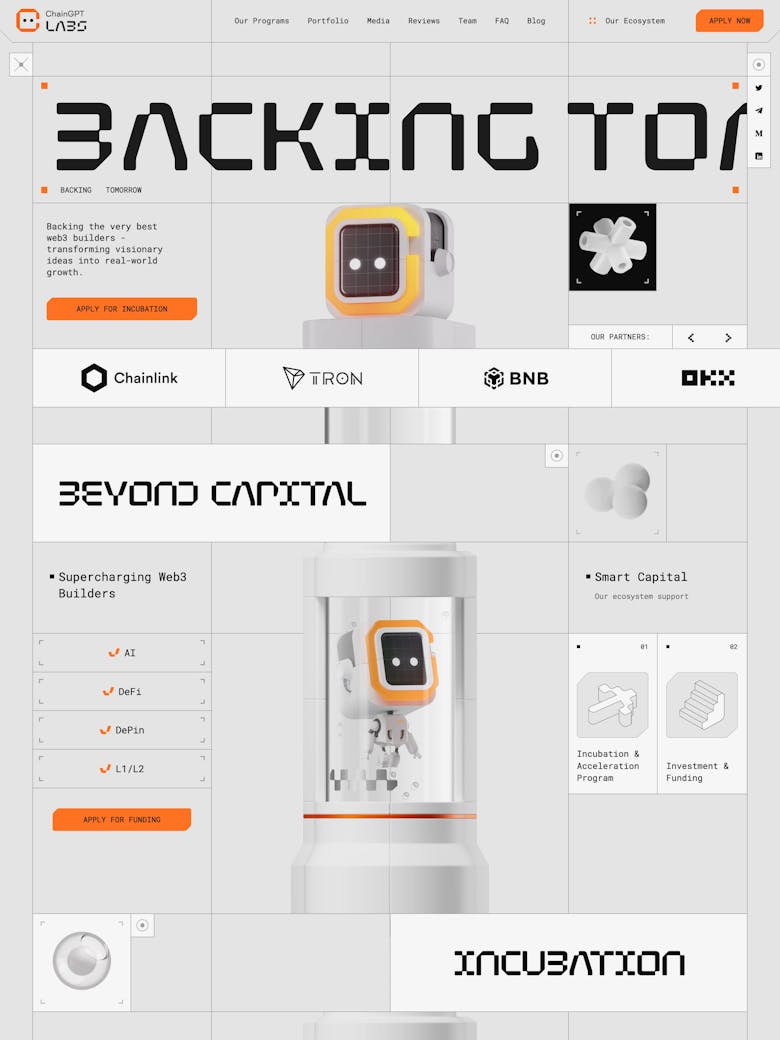 ChainGPT
LABS
Our Programs
Portfolio
Media
Reviews
Team
FAQ
Blog
Our Ecosystem
APPLY NOW
BACKING TOM
BACKING TOMORROW
Backing the very best
web3 builders -
transforming visionary
ideas into real-world
growth.
APPLY FOR INCUBATION
OUR PARTNERS:
Chainlink
TRON
BNB
OKX
BEYOND CAPITAL
Supercharging Web3
Builders
Smart Capital
Our ecosystem support
AI
DeFi
DePin
L1/L2
APPLY FOR FUNDING
01
Incubation &
Acceleration
Program
02
Investment &
Funding
INCUBATION